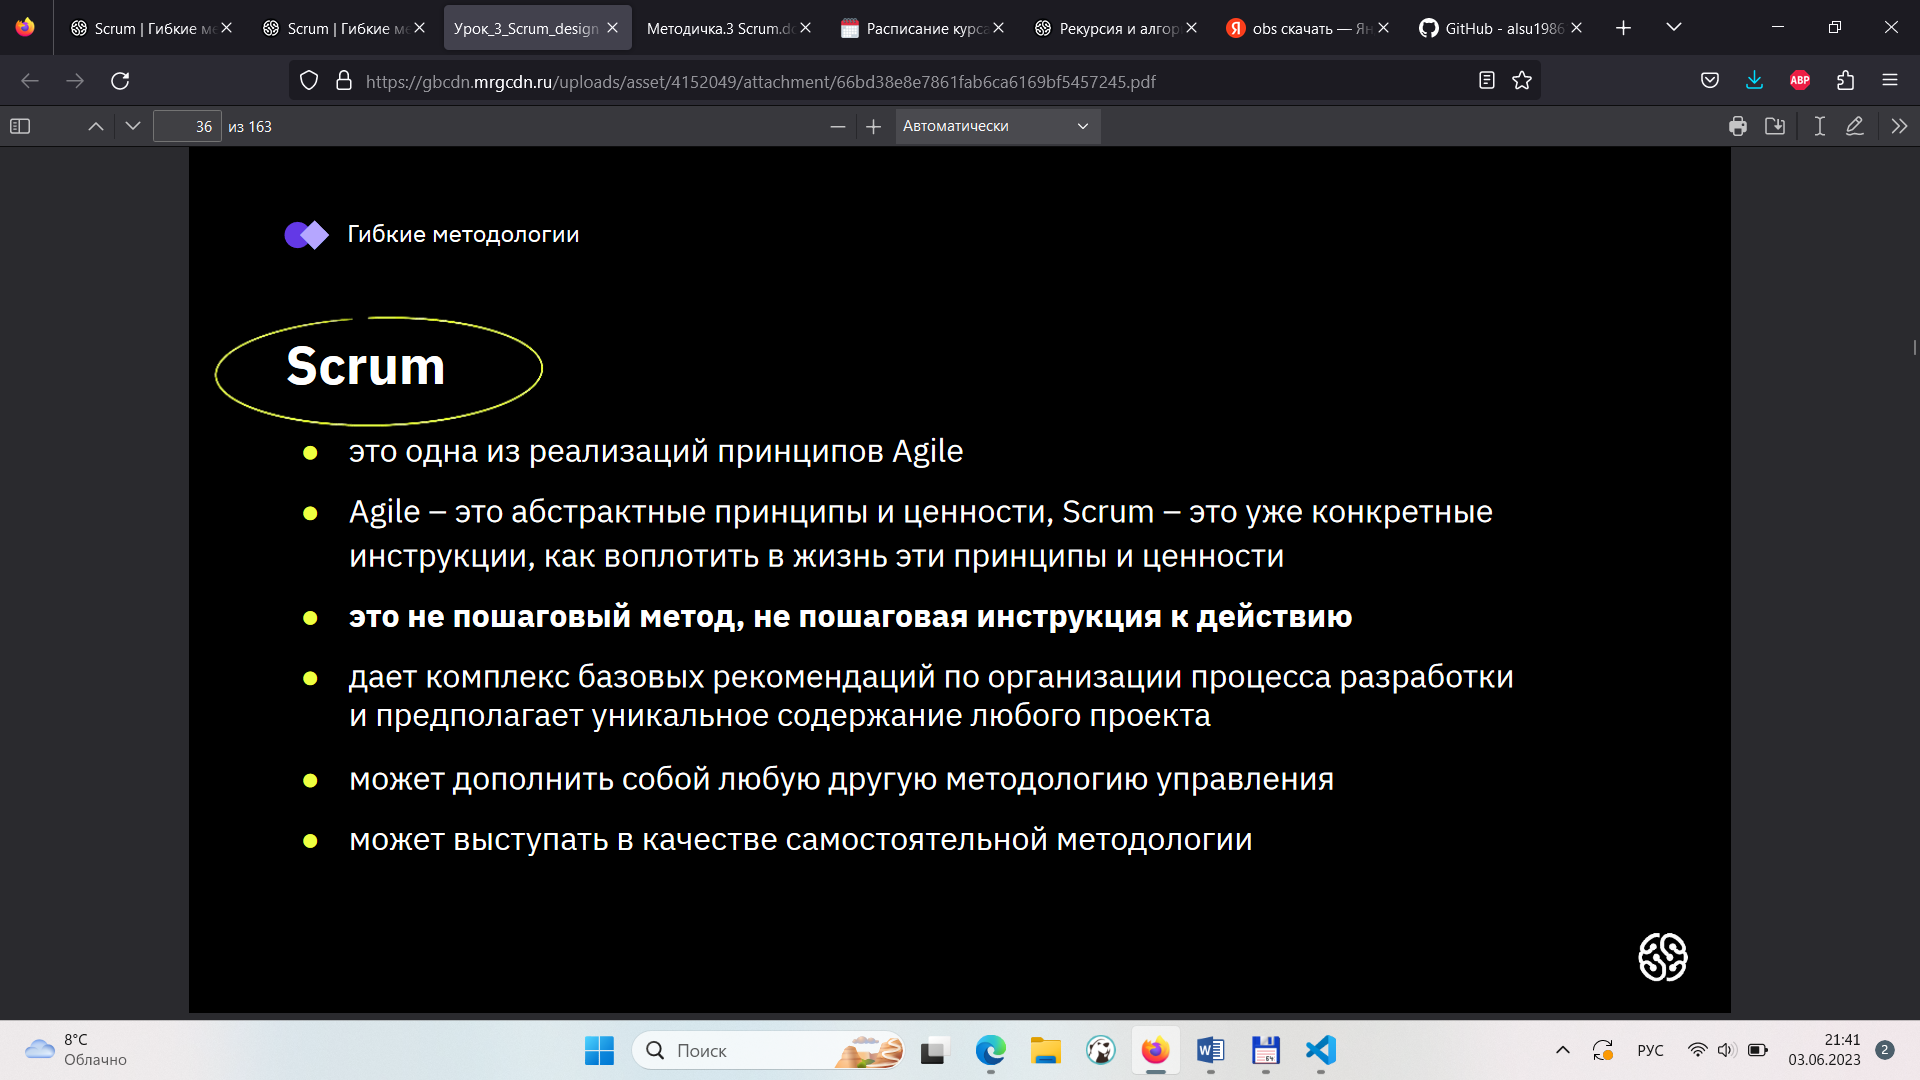 Scrum | Гибкие ме
Scrum | Гибкие ме
Урок_3_Scrum_design
Методичка.3 Scrum.do
Расписание курса
Рекурсия и алгор
obs скачать — Ян
GitHub - alsu1986
https://gbcdn.mrgcdn.ru/uploads/asset/4152049/attachment/66bd38e8e7861fab6ca6169bf5457245.pdf
ABP
36 из 163
Автоматически
Гибкие методологии
Scrum
это одна из реализаций принципов Agile
Agile – это абстрактные принципы и ценности, Scrum – это уже конкретные
инструкции, как воплотить в жизнь эти принципы и ценности
это не пошаговый метод, не пошаговая инструкция к действию
дает комплекс базовых рекомендаций по организации процесса разработки
и предполагает уникальное содержание любого проекта
может дополнить собой любую другую методологию управления
может выступать в качестве самостоятельной методологии
8°C
Облачно
Поиск
64
РУС
21:41
03.06.2023
2